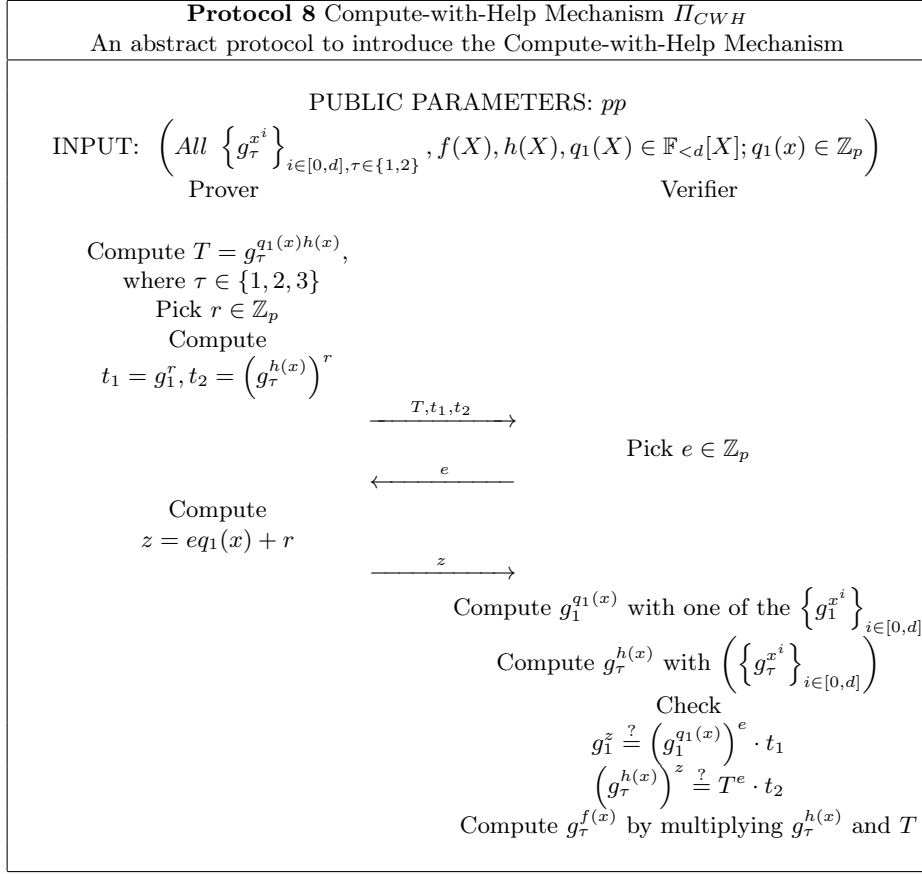 Protocol 8 Compute-with-Help Mechanism Π_{CWH}
An abstract protocol to introduce the Compute-with-Help Mechanism
PUBLIC PARAMETERS: pp
INPUT: (All {g_τ^{x^i}}_{i∈[0,d],τ∈{1,2}}, f(X), h(X), q_1(X) ∈ 𝔽_{<d}[X]; q_1(x) ∈ ℤ_p)
Prover Verifier
Compute T = g_τ^{q_1(x)h(x)},
where τ ∈ {1, 2, 3}
Pick r ∈ ℤ_p
Compute
t_1 = g_1^r, t_2 = (g_τ^{h(x)})^r
T,t_1,t_2
Pick e ∈ ℤ_p
e
Compute
z = eq_1(x) + r
z
Compute g_1^{q_1(x)} with one of the {g_1^{x^i}}_{i∈[0,d]}
Compute g_τ^{h(x)} with ({g_τ^{x^i}}_{i∈[0,d]})
Check
g_1^z ≟ (g_1^{q_1(x)})^e · t_1
(g_τ^{h(x)})^z ≟ T^e · t_2
Compute g_τ^{f(x)} by multiplying g_τ^{h(x)} and T